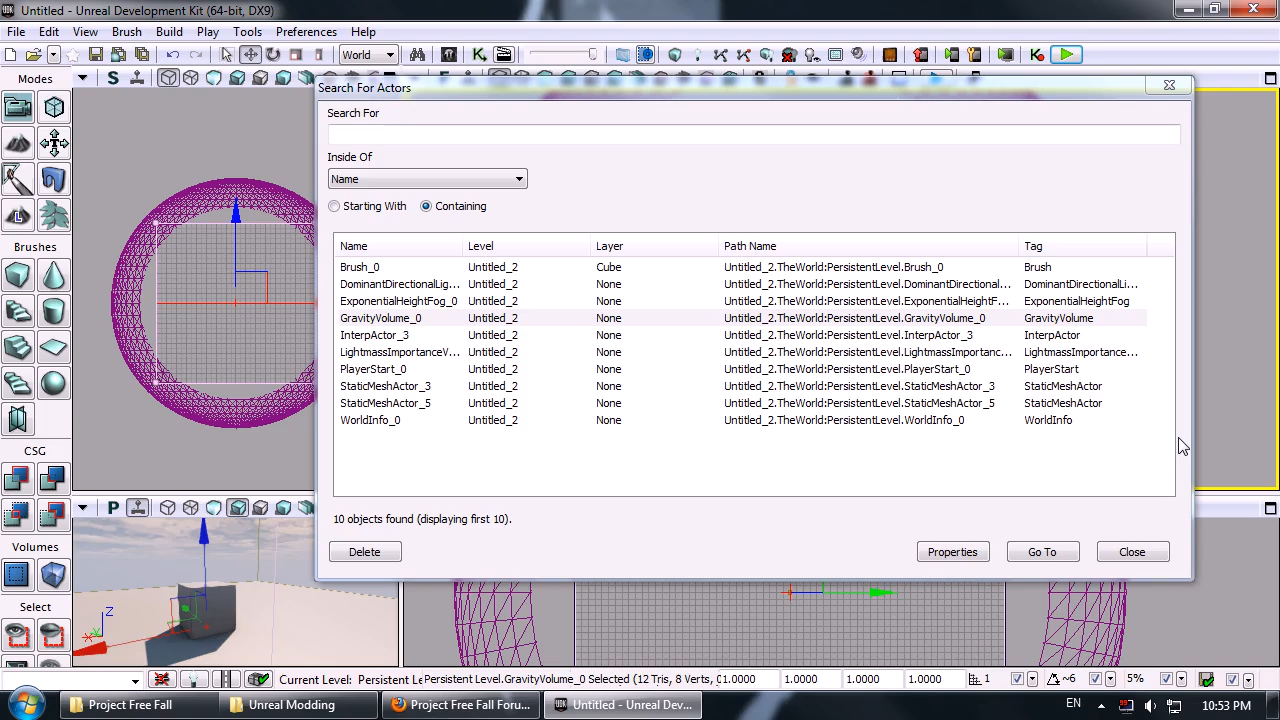 Untitled - Unreal Development Kit (64-bit, DX9)
File Edit View Brush Build Play Tools Preferences Help
World
Modes
Brushes
CSG
Volumes
Select
S
Search For Actors
Search For
Inside Of
Name
Starting With Containing
Name Level Layer Path Name Tag
Brush_0 Untitled_2 Cube Untitled_2.TheWorld:PersistentLevel.Brush_0 Brush
DominantDirectionalLig... Untitled_2 None Untitled_2.TheWorld:PersistentLevel.DominantDirectional... DominantDirectionalLi...
ExponentialHeightFog_0 Untitled_2 None Untitled_2.TheWorld:PersistentLevel.ExponentialHeightF... ExponentialHeightFog
GravityVolume_0 Untitled_2 None Untitled_2.TheWorld:PersistentLevel.GravityVolume_0 GravityVolume
InterpActor_3 Untitled_2 None Untitled_2.TheWorld:PersistentLevel.InterpActor_3 InterpActor
LightmassImportanceV... Untitled_2 None Untitled_2.TheWorld:PersistentLevel.LightmassImportanc... LightmassImportance...
PlayerStart_0 Untitled_2 None Untitled_2.TheWorld:PersistentLevel.PlayerStart_0 PlayerStart
StaticMeshActor_3 Untitled_2 None Untitled_2.TheWorld:PersistentLevel.StaticMeshActor_3 StaticMeshActor
StaticMeshActor_5 Untitled_2 None Untitled_2.TheWorld:PersistentLevel.StaticMeshActor_5 StaticMeshActor
WorldInfo_0 Untitled_2 None Untitled_2.TheWorld:PersistentLevel.WorldInfo_0 WorldInfo
10 objects found (displaying first 10).
Delete Properties Go To Close
P
Z
X
Current Level: Persistent Le Persistent Level.GravityVolume_0 Selected (12 Tris, 8 Verts, ( 1.0000 1.0000 1.0000 1.0000 1 ~6 5%
Project Free Fall Unreal Modding Project Free Fall Foru... Untitled - Unreal Dev... EN 10:53 PM